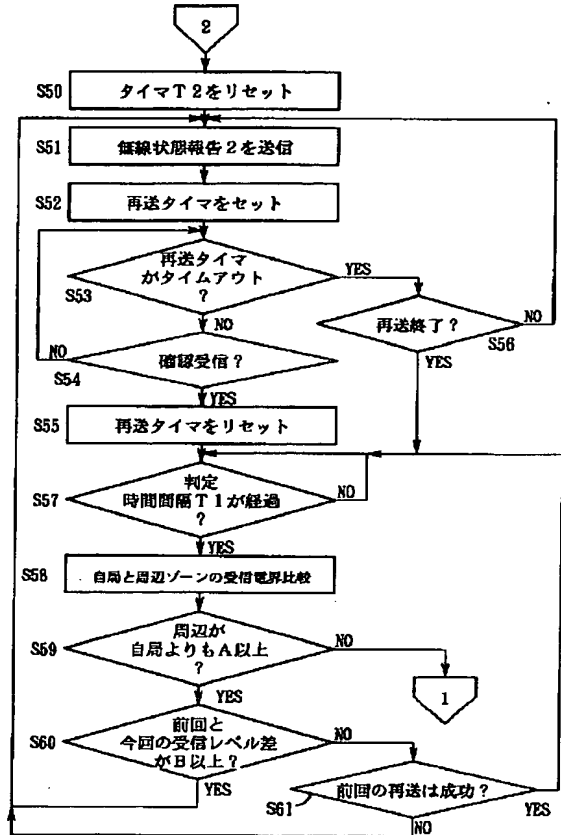 2
S50
タイマT2をリセット
S51
無線状態報告2を送信
S52
再送タイマをセット
S53
再送タイマ
がタイムアウト
?
YES
NO
再送終了?
NO
S56
YES
NO
S54
確認受信?
YES
S55
再送タイマをリセット
S57
判定
時間間隔T1が経過
?
NO
YES
S58
自局と周辺ゾーンの受信電界比較
S59
周辺が
自局よりもA以上
?
NO
1
YES
S60
前回と
今回の受信レベル差
がB以上?
NO
YES
S61
前回の再送は成功?
YES
NO